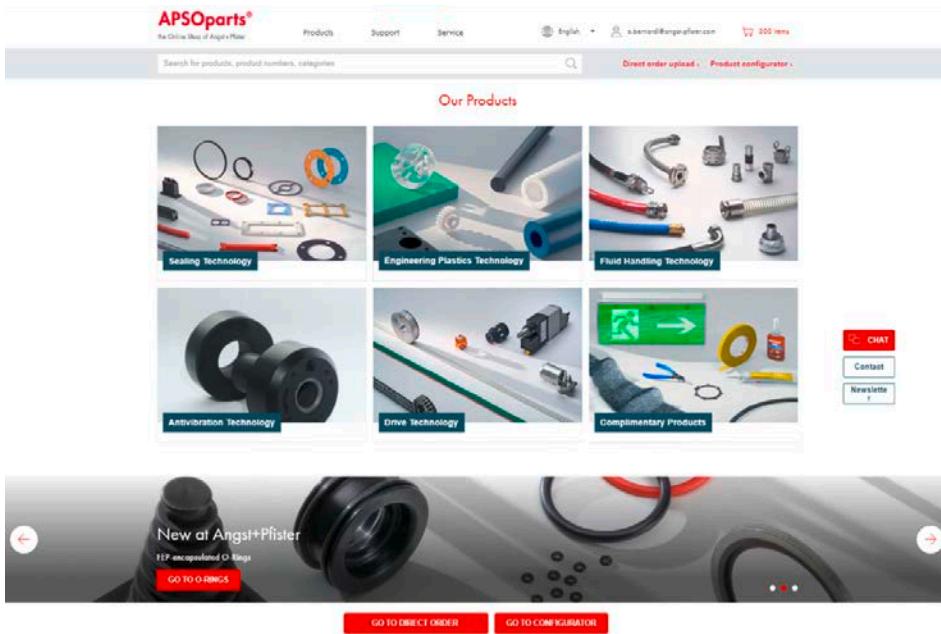 APSOparts®
the Online Shop of Angst+Pfister
Products
Support
Service
English
300 items
Search for products, product numbers, categories
Direct order upload ›
Product configurator ›
Our Products
Sealing Technology
Engineering Plastics Technology
Fluid Handling Technology
Antivibration Technology
Drive Technology
Complimentary Products
CHAT
Contact
Newslette
r
New at Angst+Pfister
FEP-encapsulated O-Rings
GO TO O-RINGS
GO TO DIRECT ORDER
GO TO CONFIGURATOR